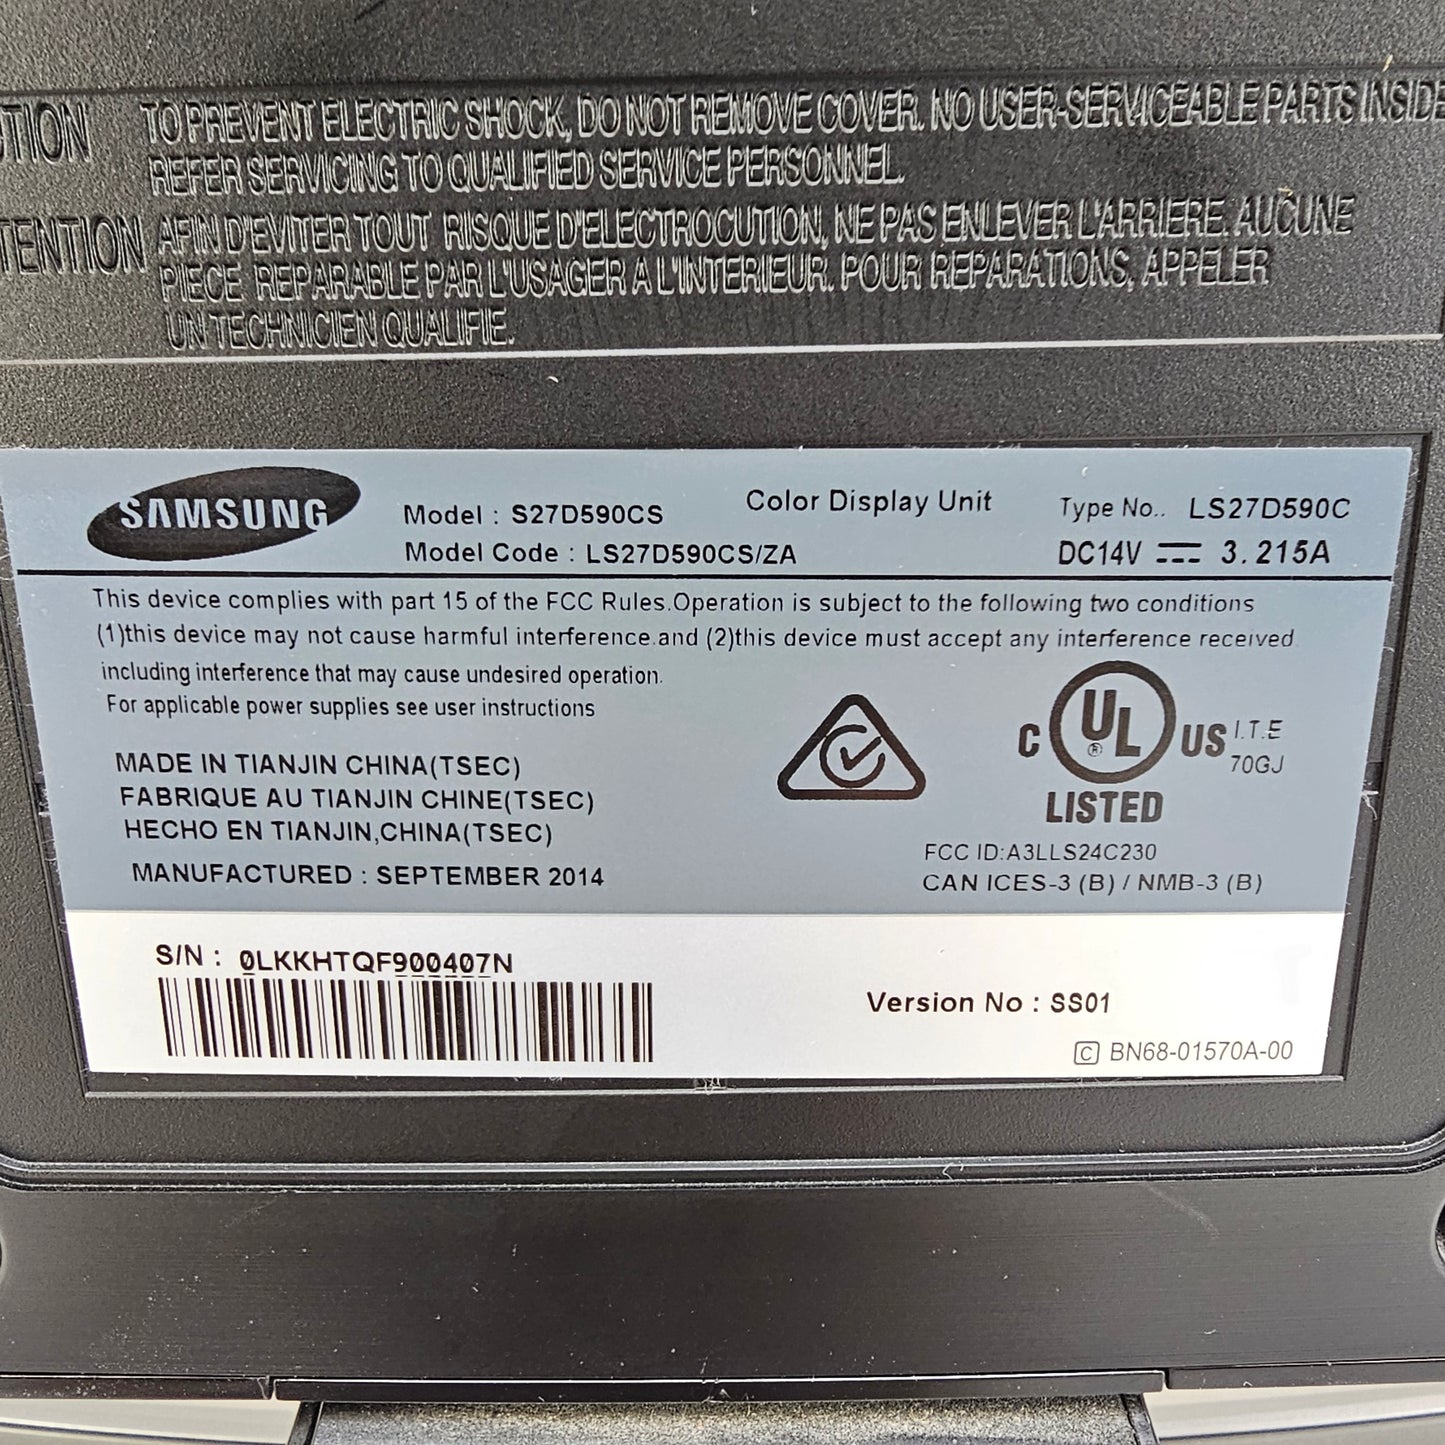 TO PREVENT ELECTRIC SHOCK, DO NOT REMOVE COVER. NO USER-SERVICEABLE PARTS INSIDE
REFER SERVICING TO QUALIFIED SERVICE PERSONNEL.
AFIN D'EVITER TOUT RISQUE D'ELECTROCUTION, NE PAS ENLEVER L'ARRIERE. AUCUNE
PIECE REPARABLE PAR L'USAGER A L'INTERIEUR. POUR REPARATIONS, APPELER
UN TECHNICIEN QUALIFIE.
SAMSUNG
Model : S27D590CS
Model Code : LS27D590CS/ZA
Color Display Unit
Type No.. LS27D590C
DC14V ⎓ 3.215A
This device complies with part 15 of the FCC Rules.Operation is subject to the following two conditions
(1)this device may not cause harmful interference.and (2)this device must accept any interference received
including interference that may cause undesired operation.
For applicable power supplies see user instructions
MADE IN TIANJIN CHINA(TSEC)
FABRIQUE AU TIANJIN CHINE(TSEC)
HECHO EN TIANJIN,CHINA(TSEC)
MANUFACTURED : SEPTEMBER 2014
C UL® US I.T.E
70GJ
LISTED
FCC ID:A3LLS24C230
CAN ICES-3 (B) / NMB-3 (B)
S/N : 0LKKHTQF900407N
Version No : SS01
C BN68-01570A-00